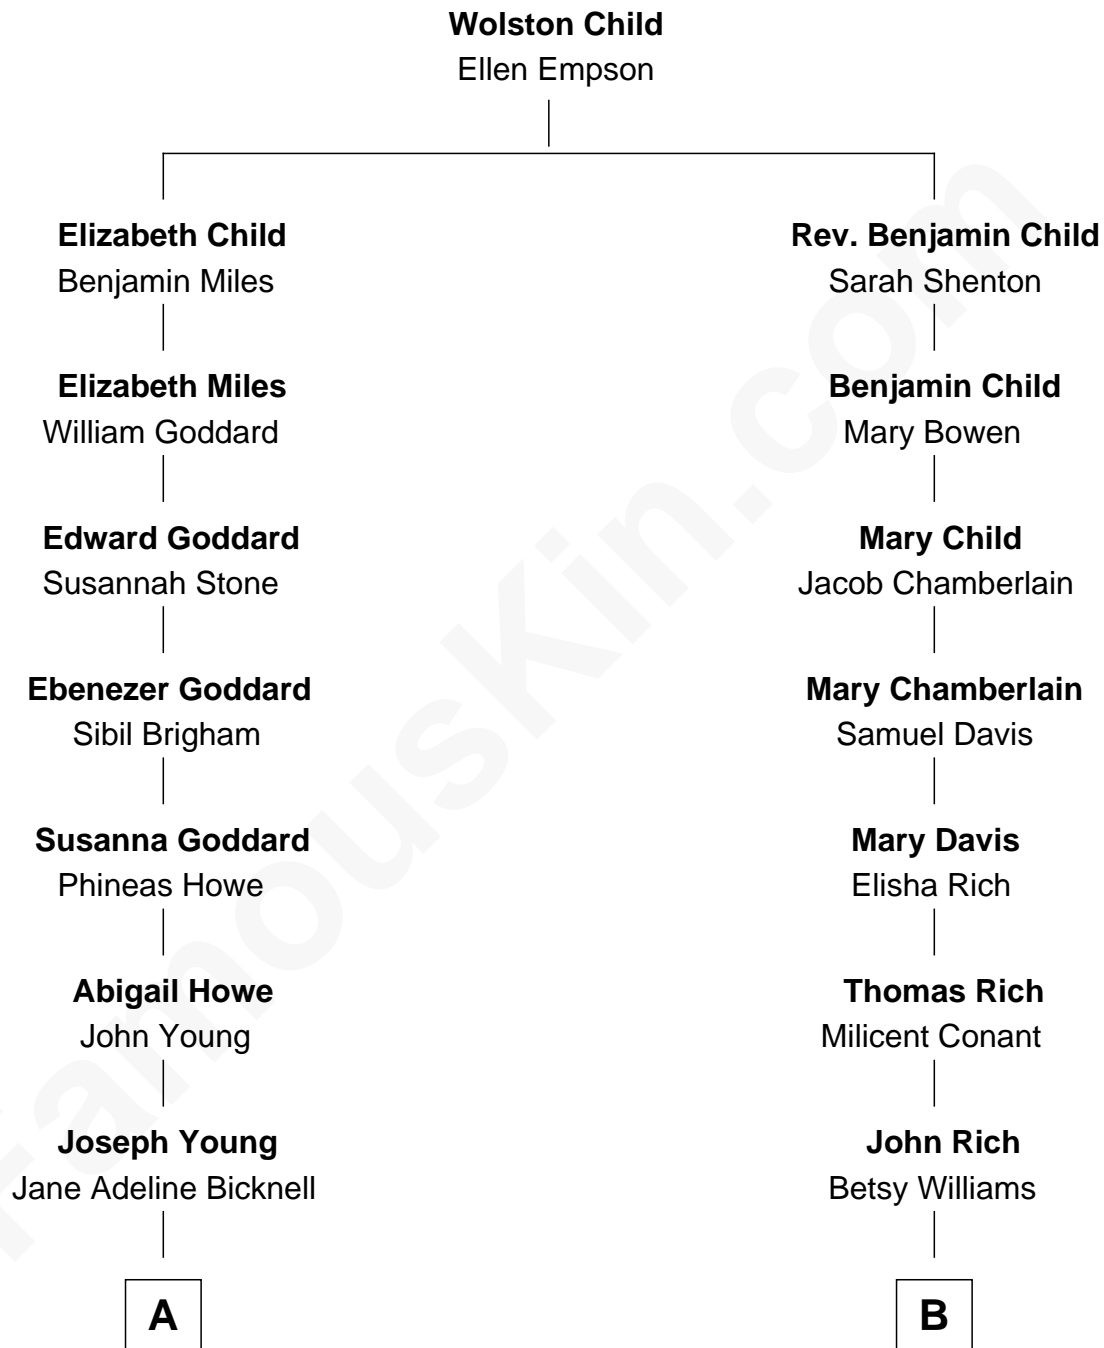 Wolston Child
Ellen Empson
Elizabeth Child
Benjamin Miles
Rev. Benjamin Child
Sarah Shenton
Elizabeth Miles
William Goddard
Benjamin Child
Mary Bowen
Edward Goddard
Susannah Stone
Mary Child
Jacob Chamberlain
Ebenezer Goddard
Sibil Brigham
Mary Chamberlain
Samuel Davis
Susanna Goddard
Phineas Howe
Mary Davis
Elisha Rich
Abigail Howe
John Young
Thomas Rich
Milicent Conant
Joseph Young
Jane Adeline Bicknell
John Rich
Betsy Williams
A
B
FamousKin.com